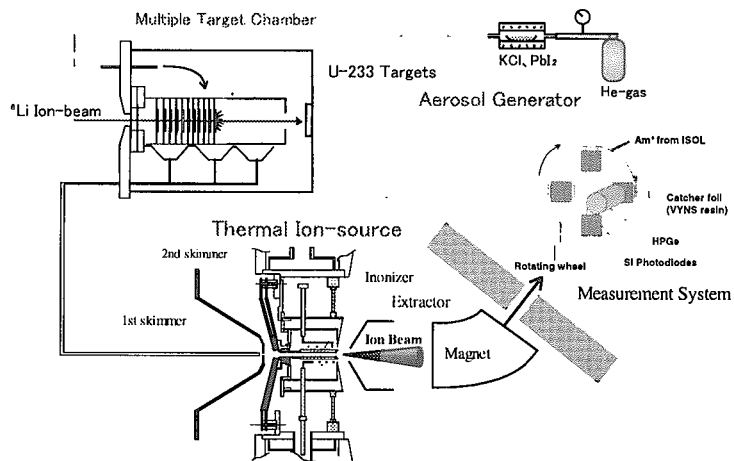 Multiple Target Chamber
U-233 Targets
⁶Li Ion-beam
KCl、PbI₂
He-gas
Aerosol Generator
Am⁺ from ISOL
Catcher foil
(VYNS resin)
HPGe
SI Photodiodes
Rotating wheel
Measurement System
Thermal Ion-source
2nd skimmer
1st skimmer
Inonizer
Extractor
Ion Beam
Magnet